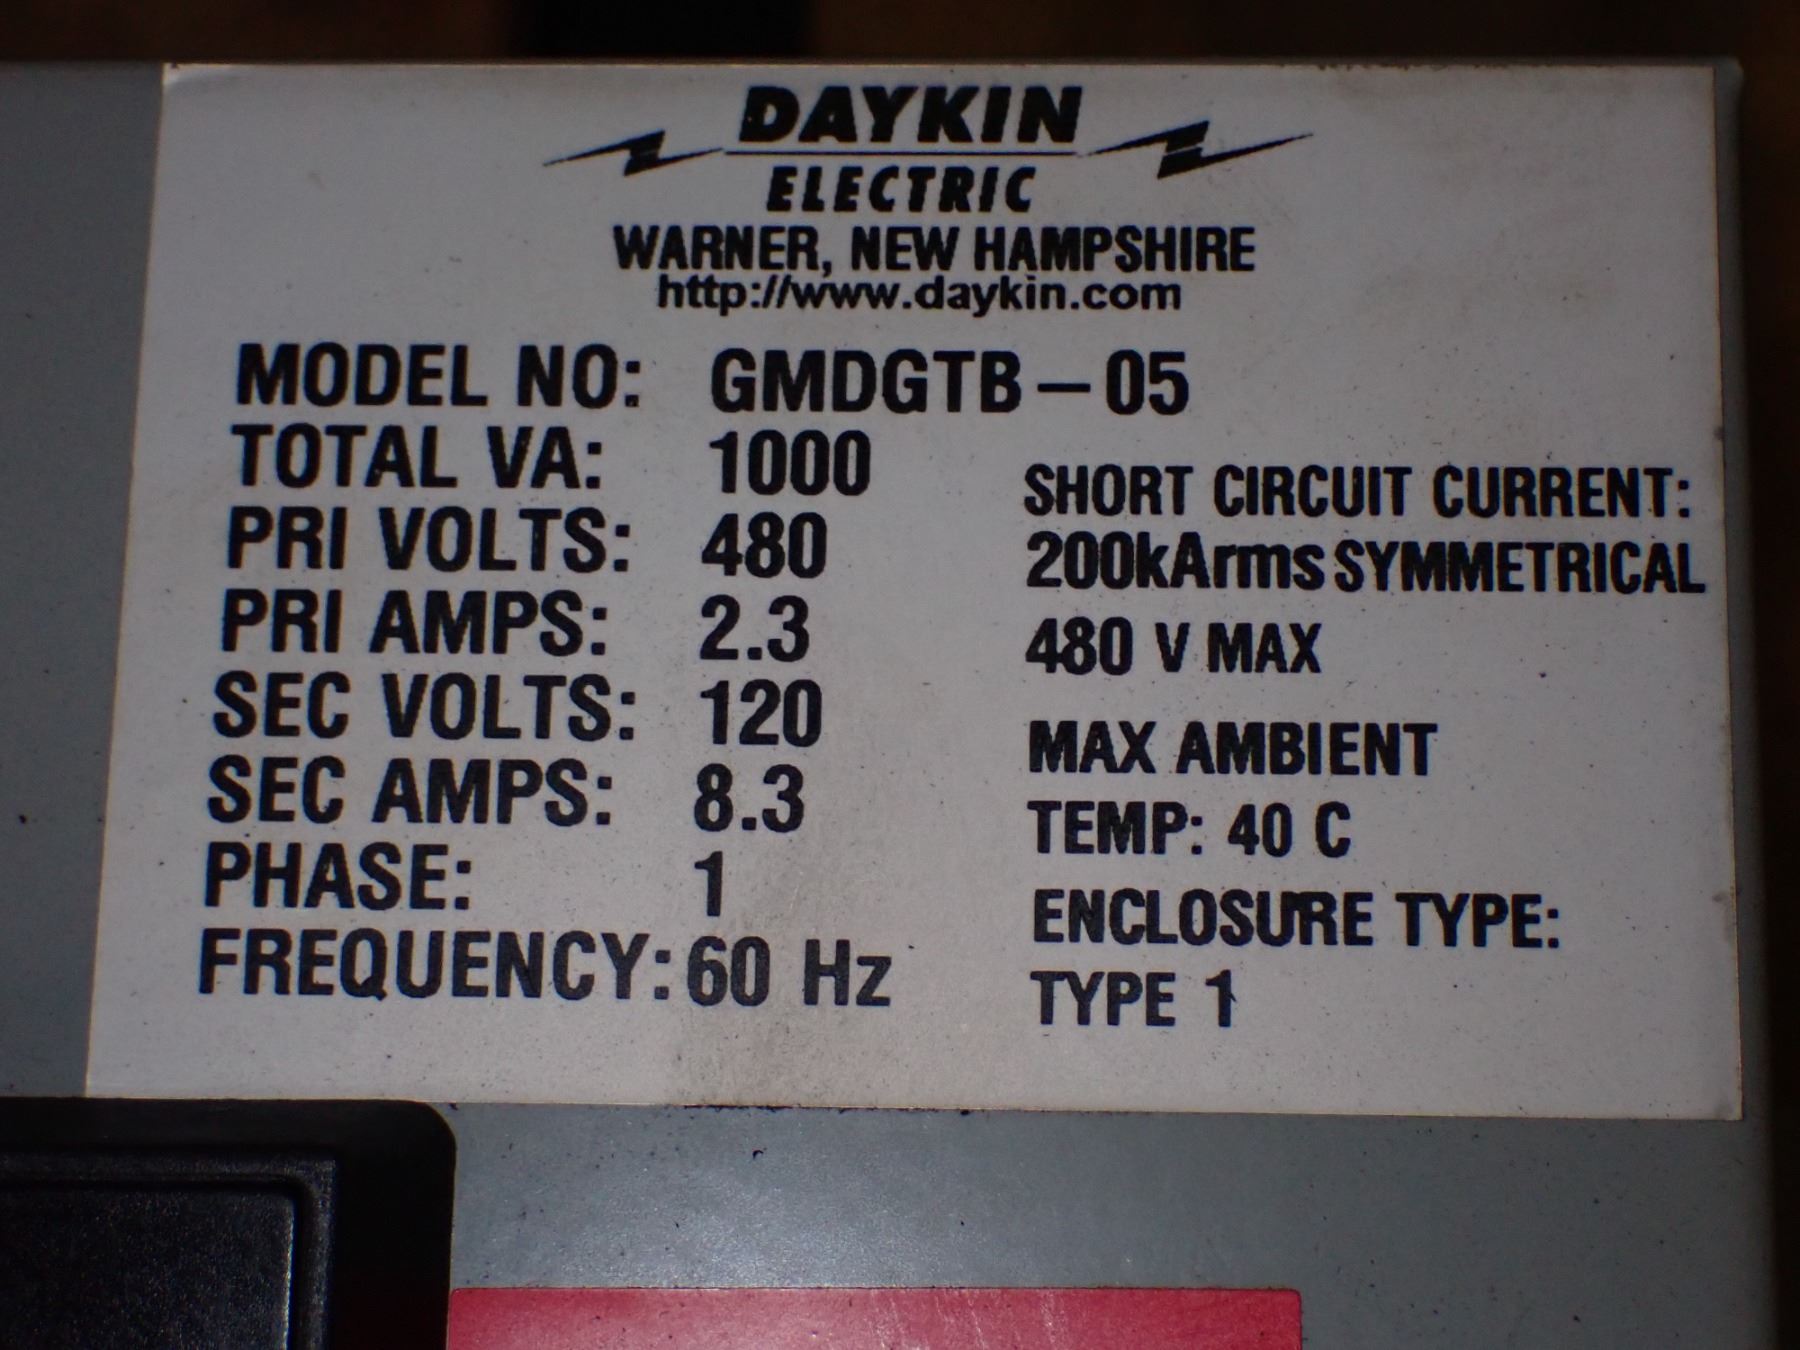 DAYKIN
ELECTRIC
WARNER, NEW HAMPSHIRE
http://www.daykin.com
MODEL NO: GMDGTB-05
TOTAL VA: 1000
PRI VOLTS: 480
PRI AMPS: 2.3
SEC VOLTS: 120
SEC AMPS: 8.3
PHASE: 1
FREQUENCY: 60 Hz
SHORT CIRCUIT CURRENT:
200kArms SYMMETRICAL
480 V MAX
MAX AMBIENT
TEMP: 40 C
ENCLOSURE TYPE:
TYPE 1